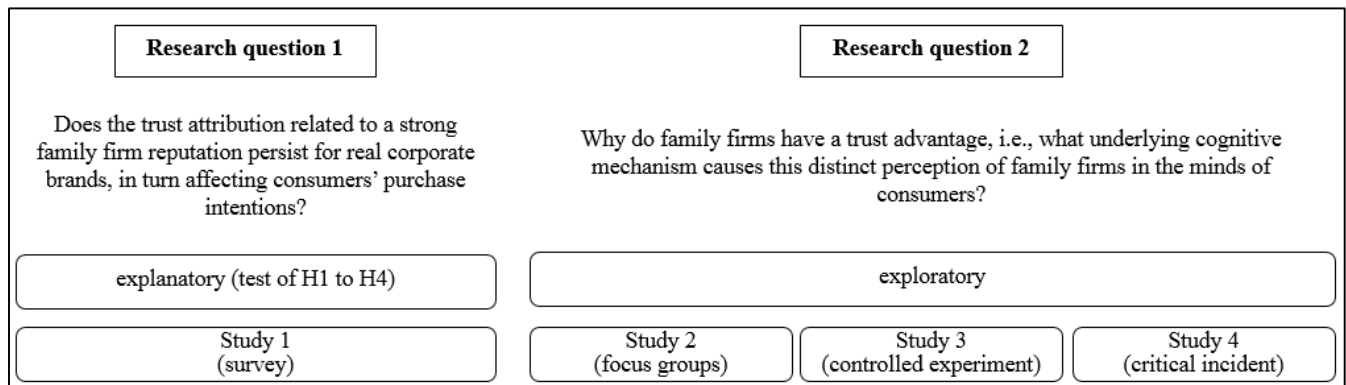 Research question 1
Does the trust attribution related to a strong
family firm reputation persist for real corporate
brands, in turn affecting consumers’ purchase
intentions?
explanatory (test of H1 to H4)
Study 1
(survey)
Research question 2
Why do family firms have a trust advantage, i.e., what underlying cognitive
mechanism causes this distinct perception of family firms in the minds of
consumers?
exploratory
Study 2
(focus groups)
Study 3
(controlled experiment)
Study 4
(critical incident)